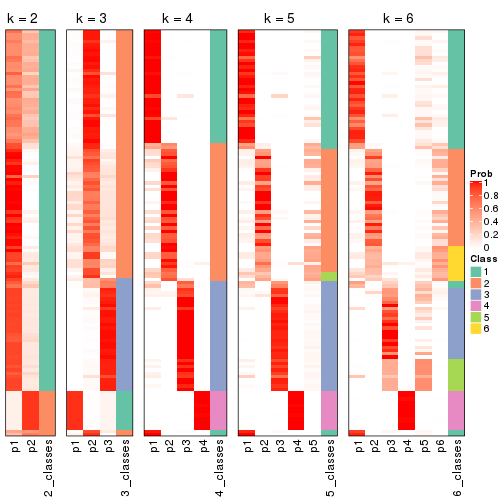 k = 2
k = 3
k = 4
k = 5
k = 6
p1
p2
2_classes
p1
p2
p3
3_classes
p1
p2
p3
p4
4_classes
p1
p2
p3
p4
p5
5_classes
p1
p2
p3
p4
p5
p6
6_classes
Prob
1
0.8
0.6
0.4
0.2
0
Class
1
2
3
4
5
6